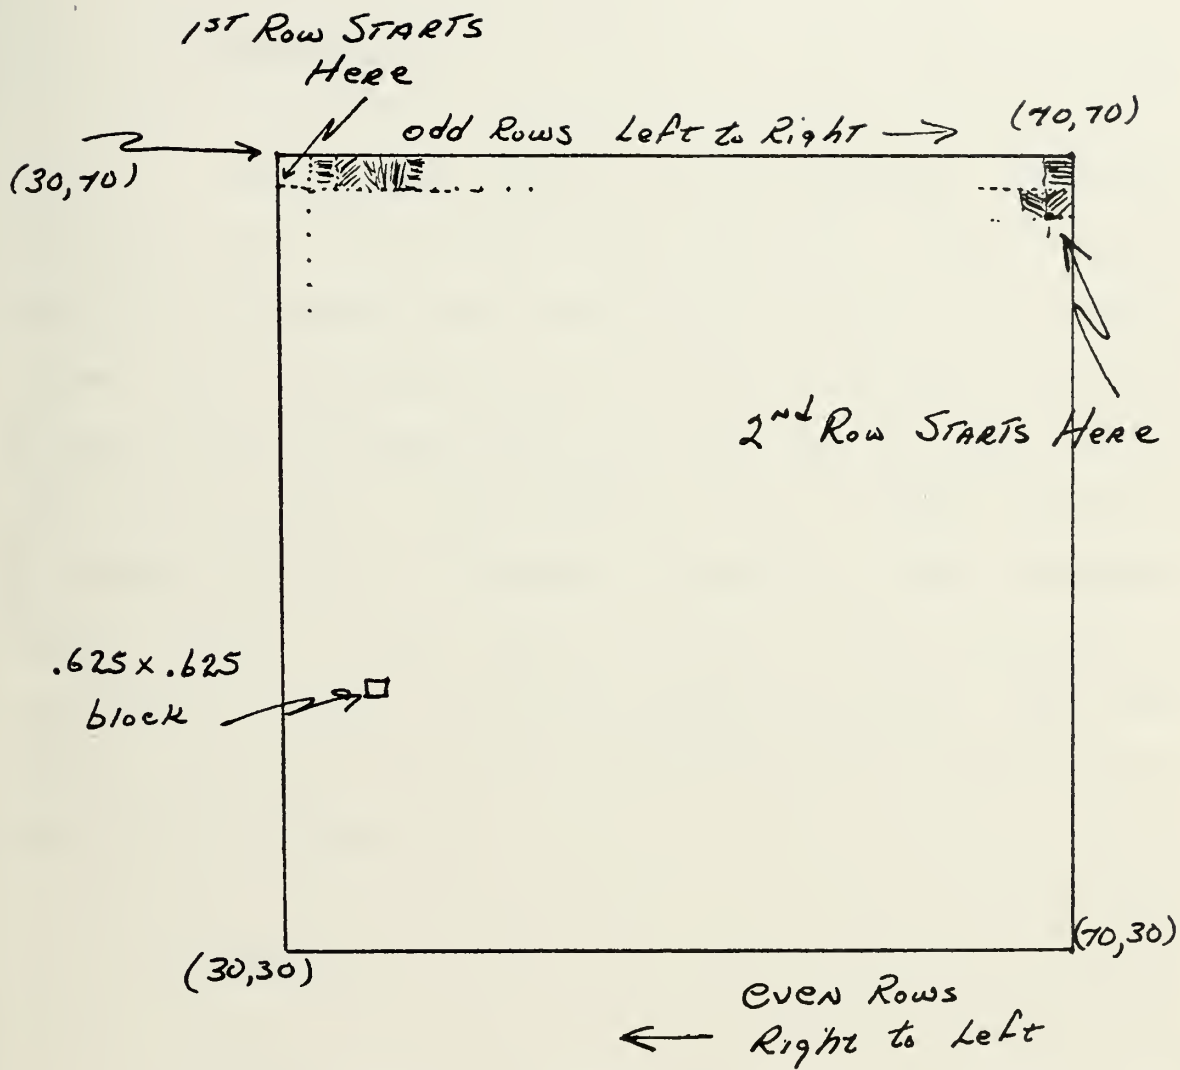 1ST Row STARTS
Here
odd Rows Left to Right
(70,70)
(30,70)
2nd Row STARTS Here
.625 x .625
block
(30,30)
(70,30)
even Rows
Right to Left